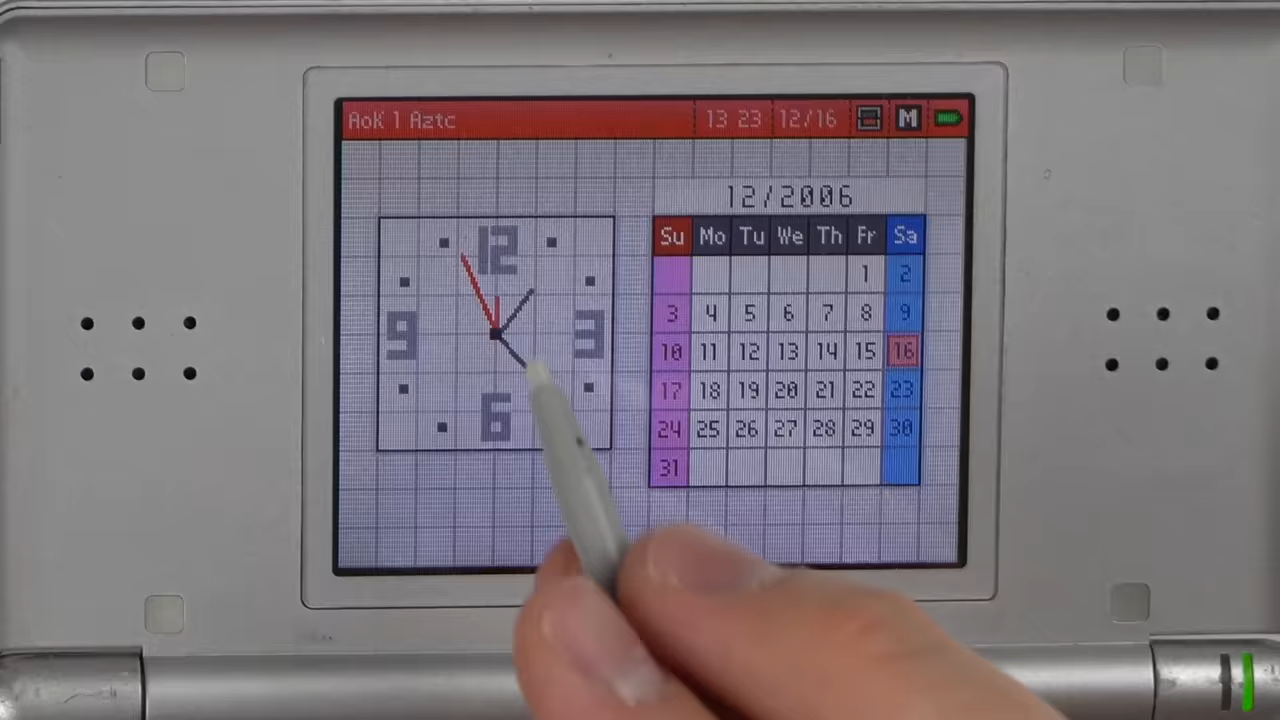 AoK 1 Aztc 13 23 12/16 M
12/2006
12
9 3
6
Su Mo Tu We Th Fr Sa
1 2
3 4 5 6 7 8 9
10 11 12 13 14 15 16
17 18 19 20 21 22 23
24 25 26 27 28 29 30
31